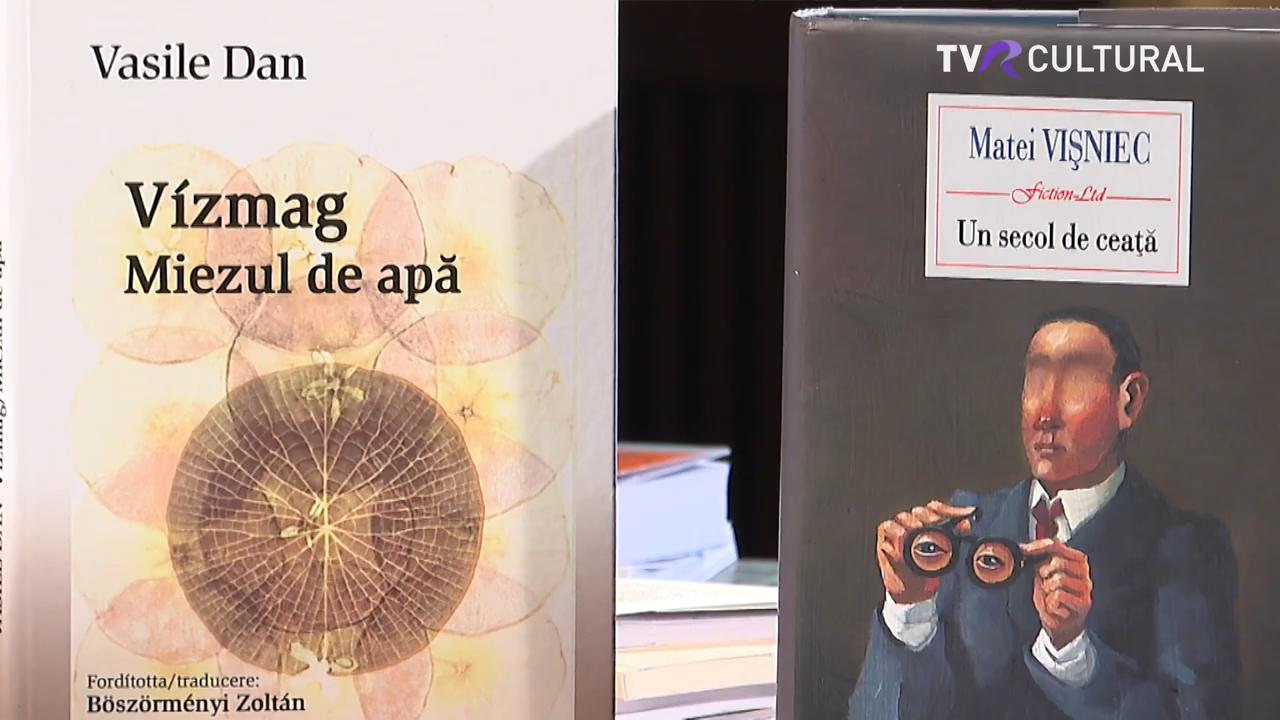 Vasile Dan
Vízmag
Miezul de apă
Fordította/traducere:
Böszörményi Zoltán
TVR CULTURAL
Matei VIŞNIEC
Fiction Ltd
Un secol de ceaţă